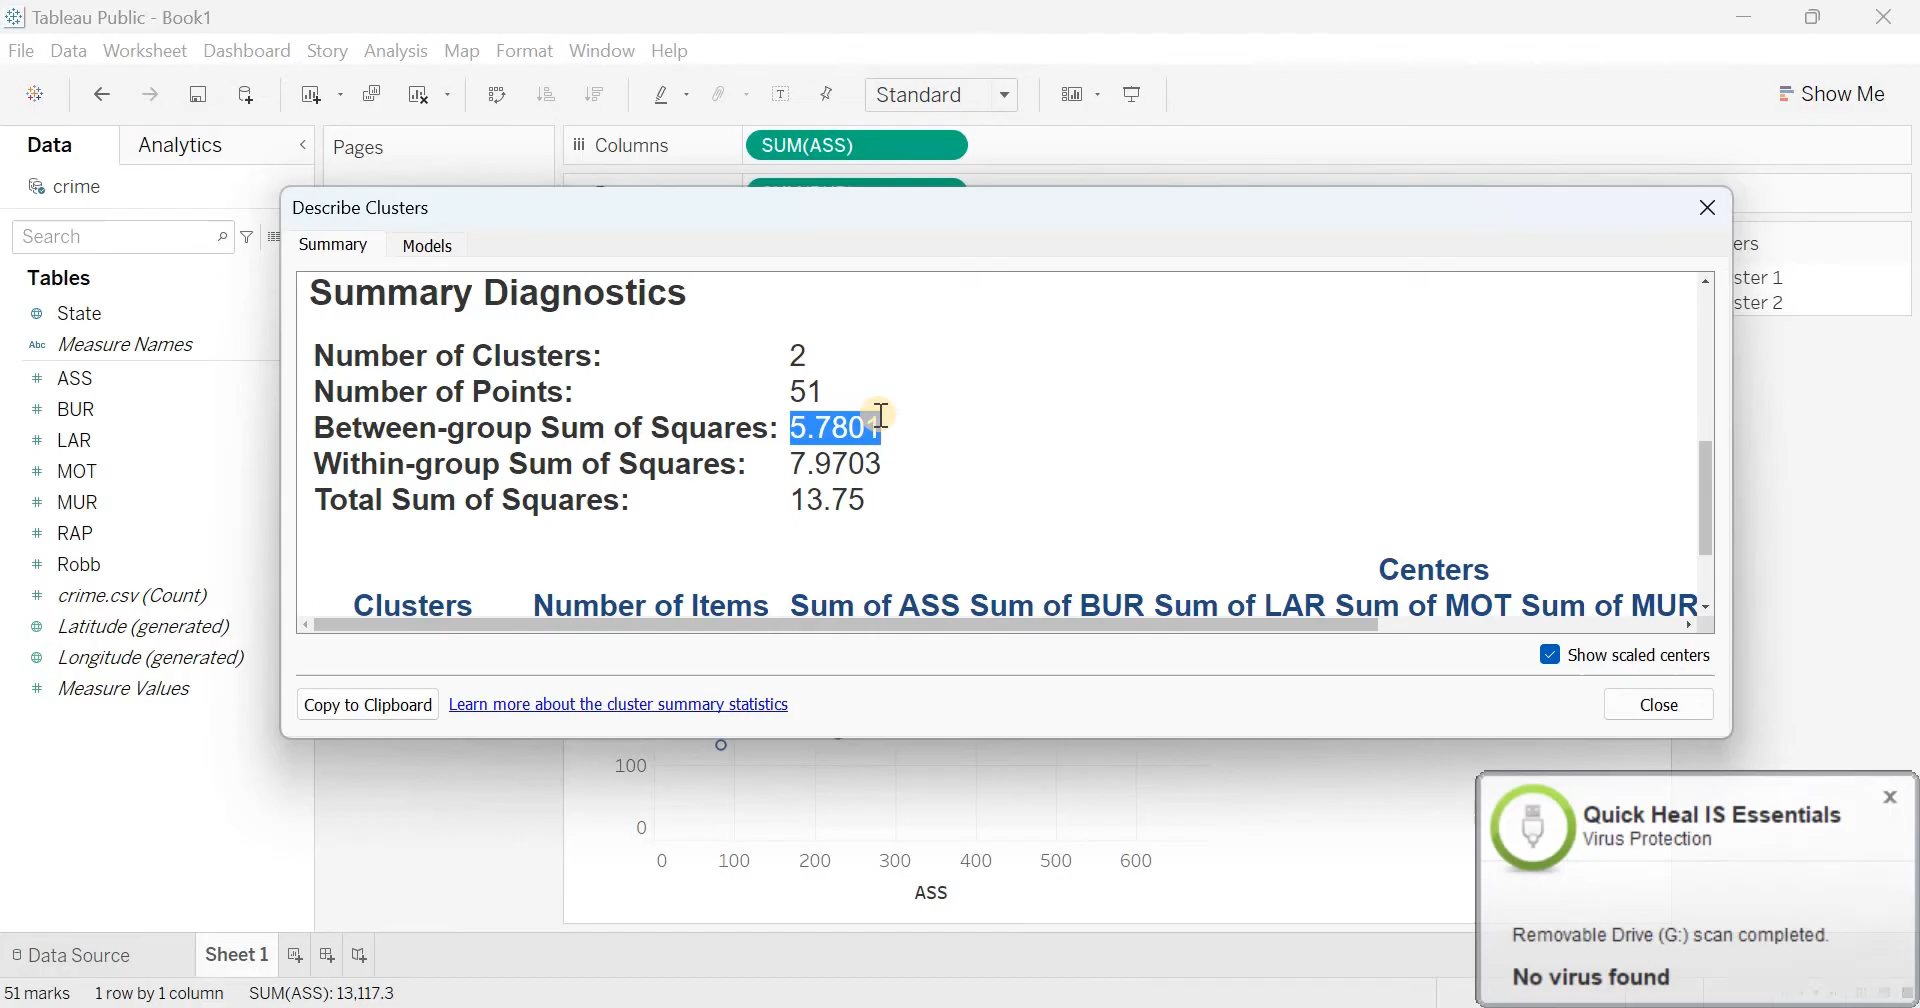 Tableau Public - Book1
File Data Worksheet Dashboard Story Analysis Map Format Window Help
Standard
Show Me
Data Analytics
Pages
Columns
SUM(ASS)
crime
Search
Tables
State
Abc Measure Names
ASS
BUR
LAR
MOT
MUR
RAP
Robb
crime.csv (Count)
Latitude (generated)
Longitude (generated)
Measure Values
ers
ster 1
ster 2
Describe Clusters
Summary Models
Summary Diagnostics
Number of Clusters: 2
Number of Points: 51
Between-group Sum of Squares: 5.7801
Within-group Sum of Squares: 7.9703
Total Sum of Squares: 13.75
Centers
Clusters Number of Items Sum of ASS Sum of BUR Sum of LAR Sum of MOT Sum of MUR
Show scaled centers
Copy to Clipboard Learn more about the cluster summary statistics Close
100
0
0 100 200 300 400 500 600
ASS
Quick Heal IS Essentials
Virus Protection
Removable Drive (G:) scan completed.
No virus found
Data Source Sheet 1
51 marks 1 row by 1 column SUM(ASS): 13,117.3